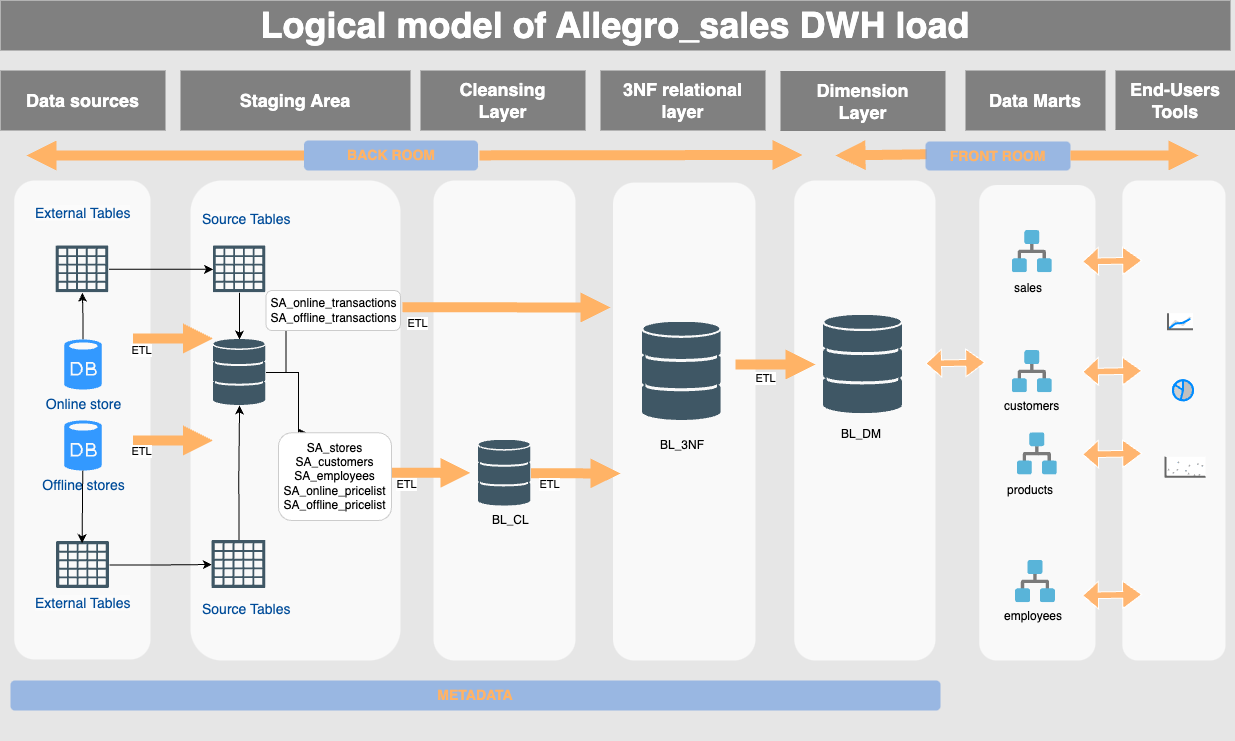 Logical model of Allegro_sales DWH load
Data sources
Staging Area
Cleansing
Layer
3NF relational
layer
Dimension
Layer
Data Marts
End-Users
Tools
BACK ROOM
FRONT ROOM
External Tables
Source Tables
SA_online_transactions
SA_offline_transactions
ETL
ETL
DB
Online store
DB
Offline stores
ETL
External Tables
Source Tables
SA_stores
SA_customers
SA_employees
SA_online_pricelist
SA_offline_pricelist
ETL
BL_CL
ETL
BL_3NF
ETL
BL_DM
sales
customers
products
employees
METADATA